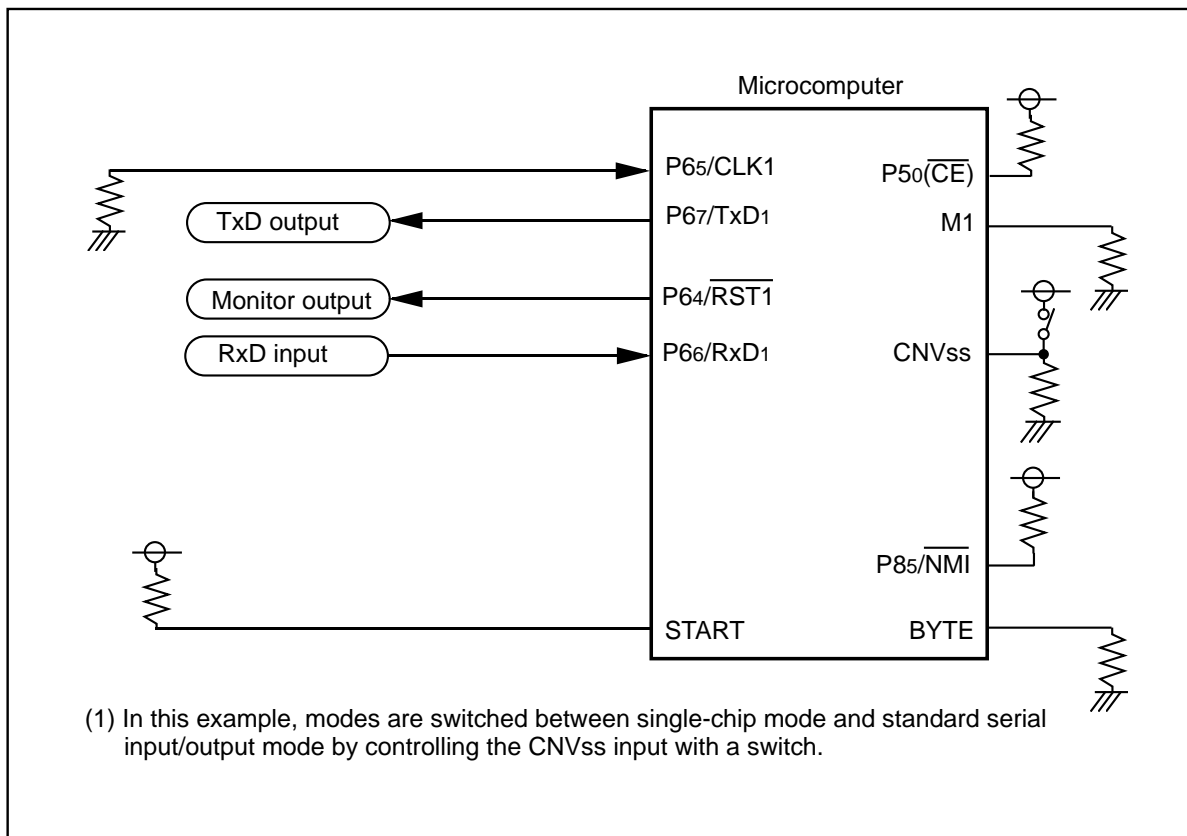 Microcomputer
P65/CLK1
P50(CE)
TxD output
P67/TxD1
M1
Monitor output
P64/RST1
RxD input
P66/RxD1
CNVss
P85/NMI
START
BYTE
(1) In this example, modes are switched between single-chip mode and standard serial
input/output mode by controlling the CNVss input with a switch.